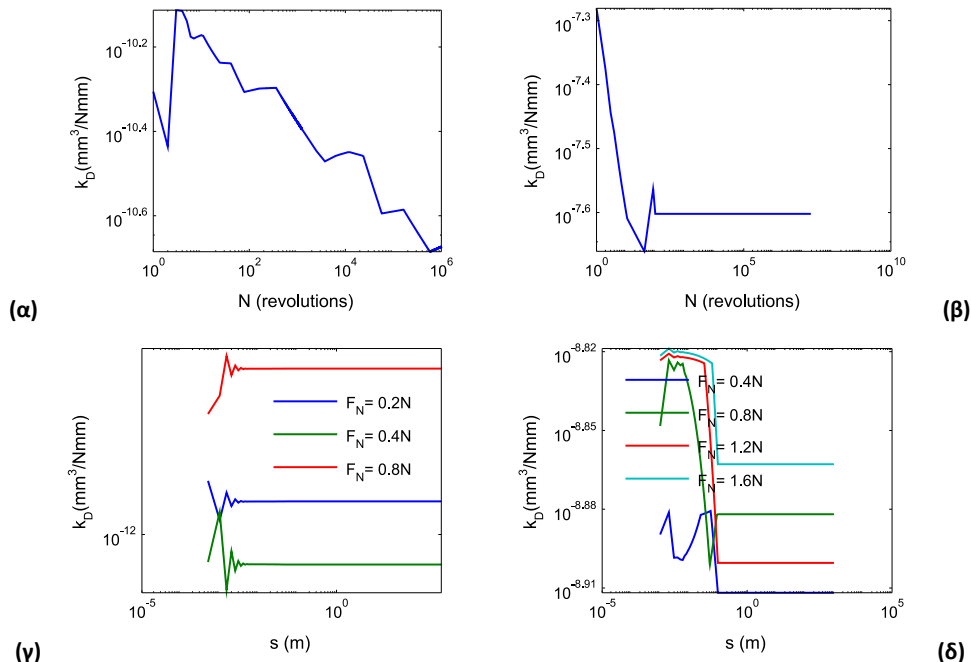 10^-10.2
10^-10.4
10^-10.6
k_D(mm^3/Nmm)
10^0
10^2
10^4
10^6
N (revolutions)
(α)
10^-7.3
10^-7.4
10^-7.5
10^-7.6
k_D(mm^3/Nmm)
10^0
10^5
10^10
N (revolutions)
(β)
10^-12
k_D(mm^3/Nmm)
F_N= 0.2N
F_N= 0.4N
F_N= 0.8N
10^-5
10^0
s (m)
(γ)
10^-8.82
10^-8.85
10^-8.88
10^-8.91
k_D(mm^3/Nmm)
F_N= 0.4N
F_N= 0.8N
F_N= 1.2N
F_N= 1.6N
10^-5
10^0
10^5
s (m)
(δ)